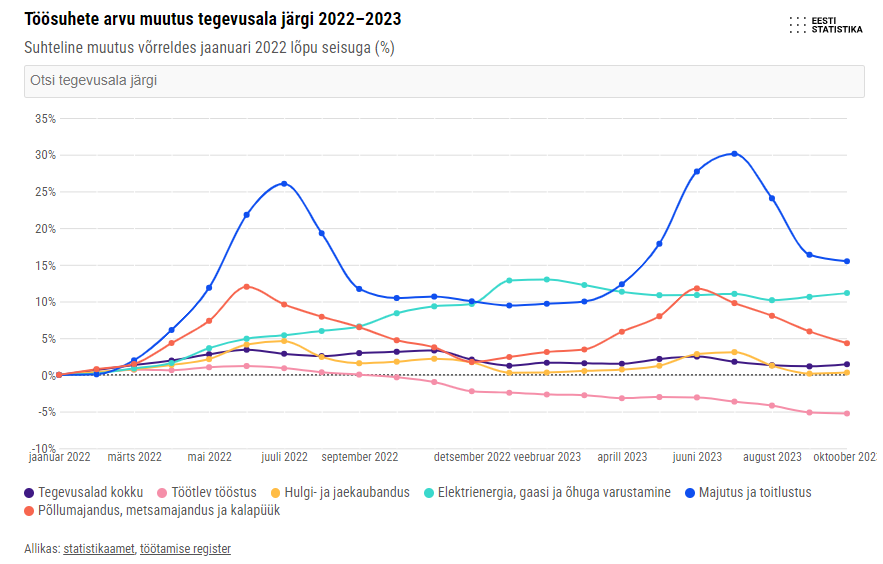 Töösuhete arvu muutus tegevusala järgi 2022–2023
EESTI
STATISTIKA
Suhteline muutus võrreldes jaanuari 2022 lõpu seisuga (%)
Otsi tegevusala järgi
35%
30%
25%
20%
15%
10%
5%
0%
-5%
-10%
jaanuar 2022 märts 2022 mai 2022 juuli 2022 september 2022 detsember 2022 veebruar 2023 aprill 2023 juuni 2023 august 2023 oktoober 202
Tegevusalad kokku Töötlev tööstus Hulgi- ja jaekaubandus Elektrienergia, gaasi ja õhuga varustamine Majutus ja toitlustus
Põllumajandus, metsamajandus ja kalapüük
Allikas: statistikaamet, töötamise register